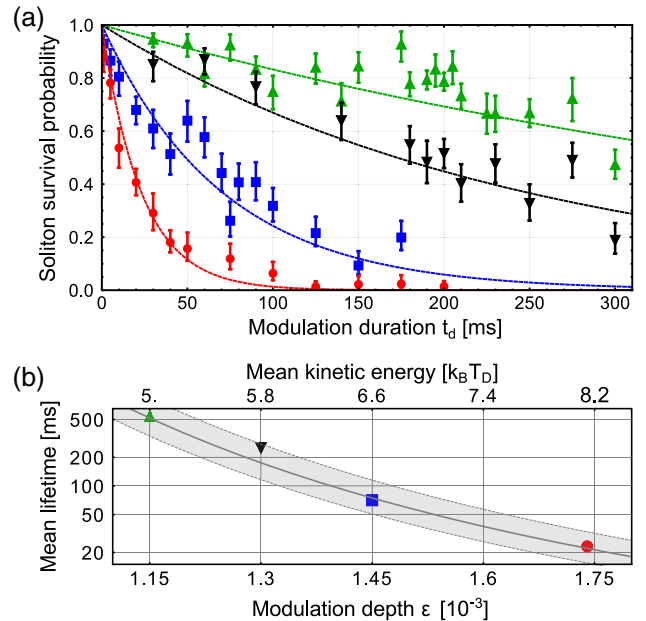 (a)
1.0
0.8
0.6
0.4
0.2
0.0
Soliton survival probability
0 50 100 150 200 250 300
Modulation duration t_d [ms]
(b)
Mean kinetic energy [k_B T_D]
5. 5.8 6.6 7.4 8.2
500
200
100
50
20
Mean lifetime [ms]
1.15 1.3 1.45 1.6 1.75
Modulation depth ε [10^-3]